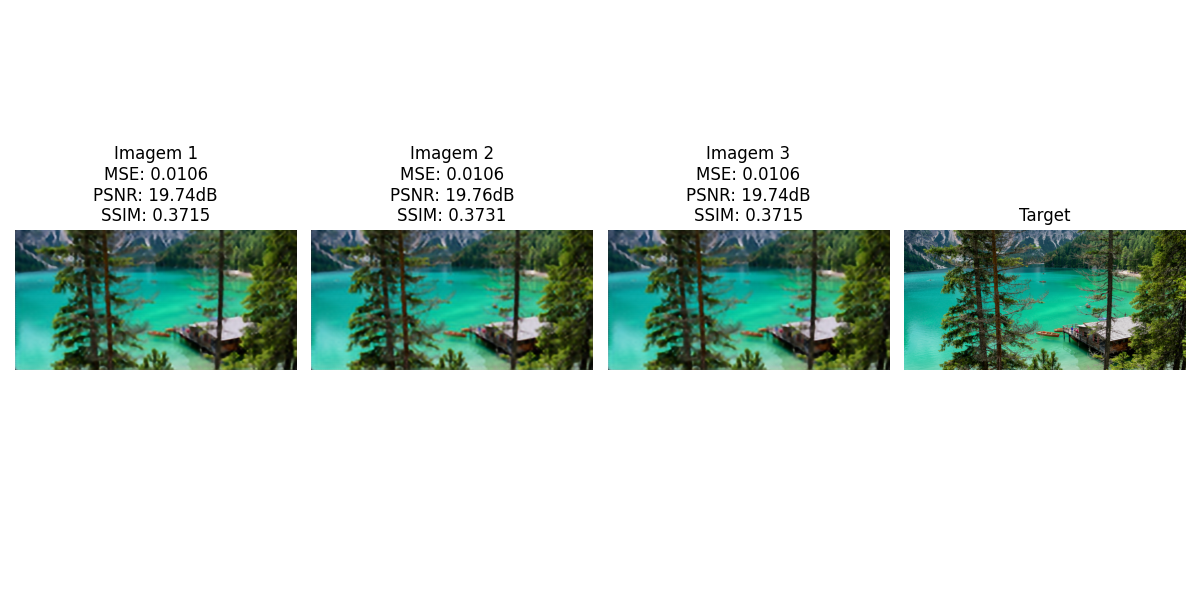 Imagem 1
MSE: 0.0106
PSNR: 19.74dB
SSIM: 0.3715
Imagem 2
MSE: 0.0106
PSNR: 19.76dB
SSIM: 0.3731
Imagem 3
MSE: 0.0106
PSNR: 19.74dB
SSIM: 0.3715
Target